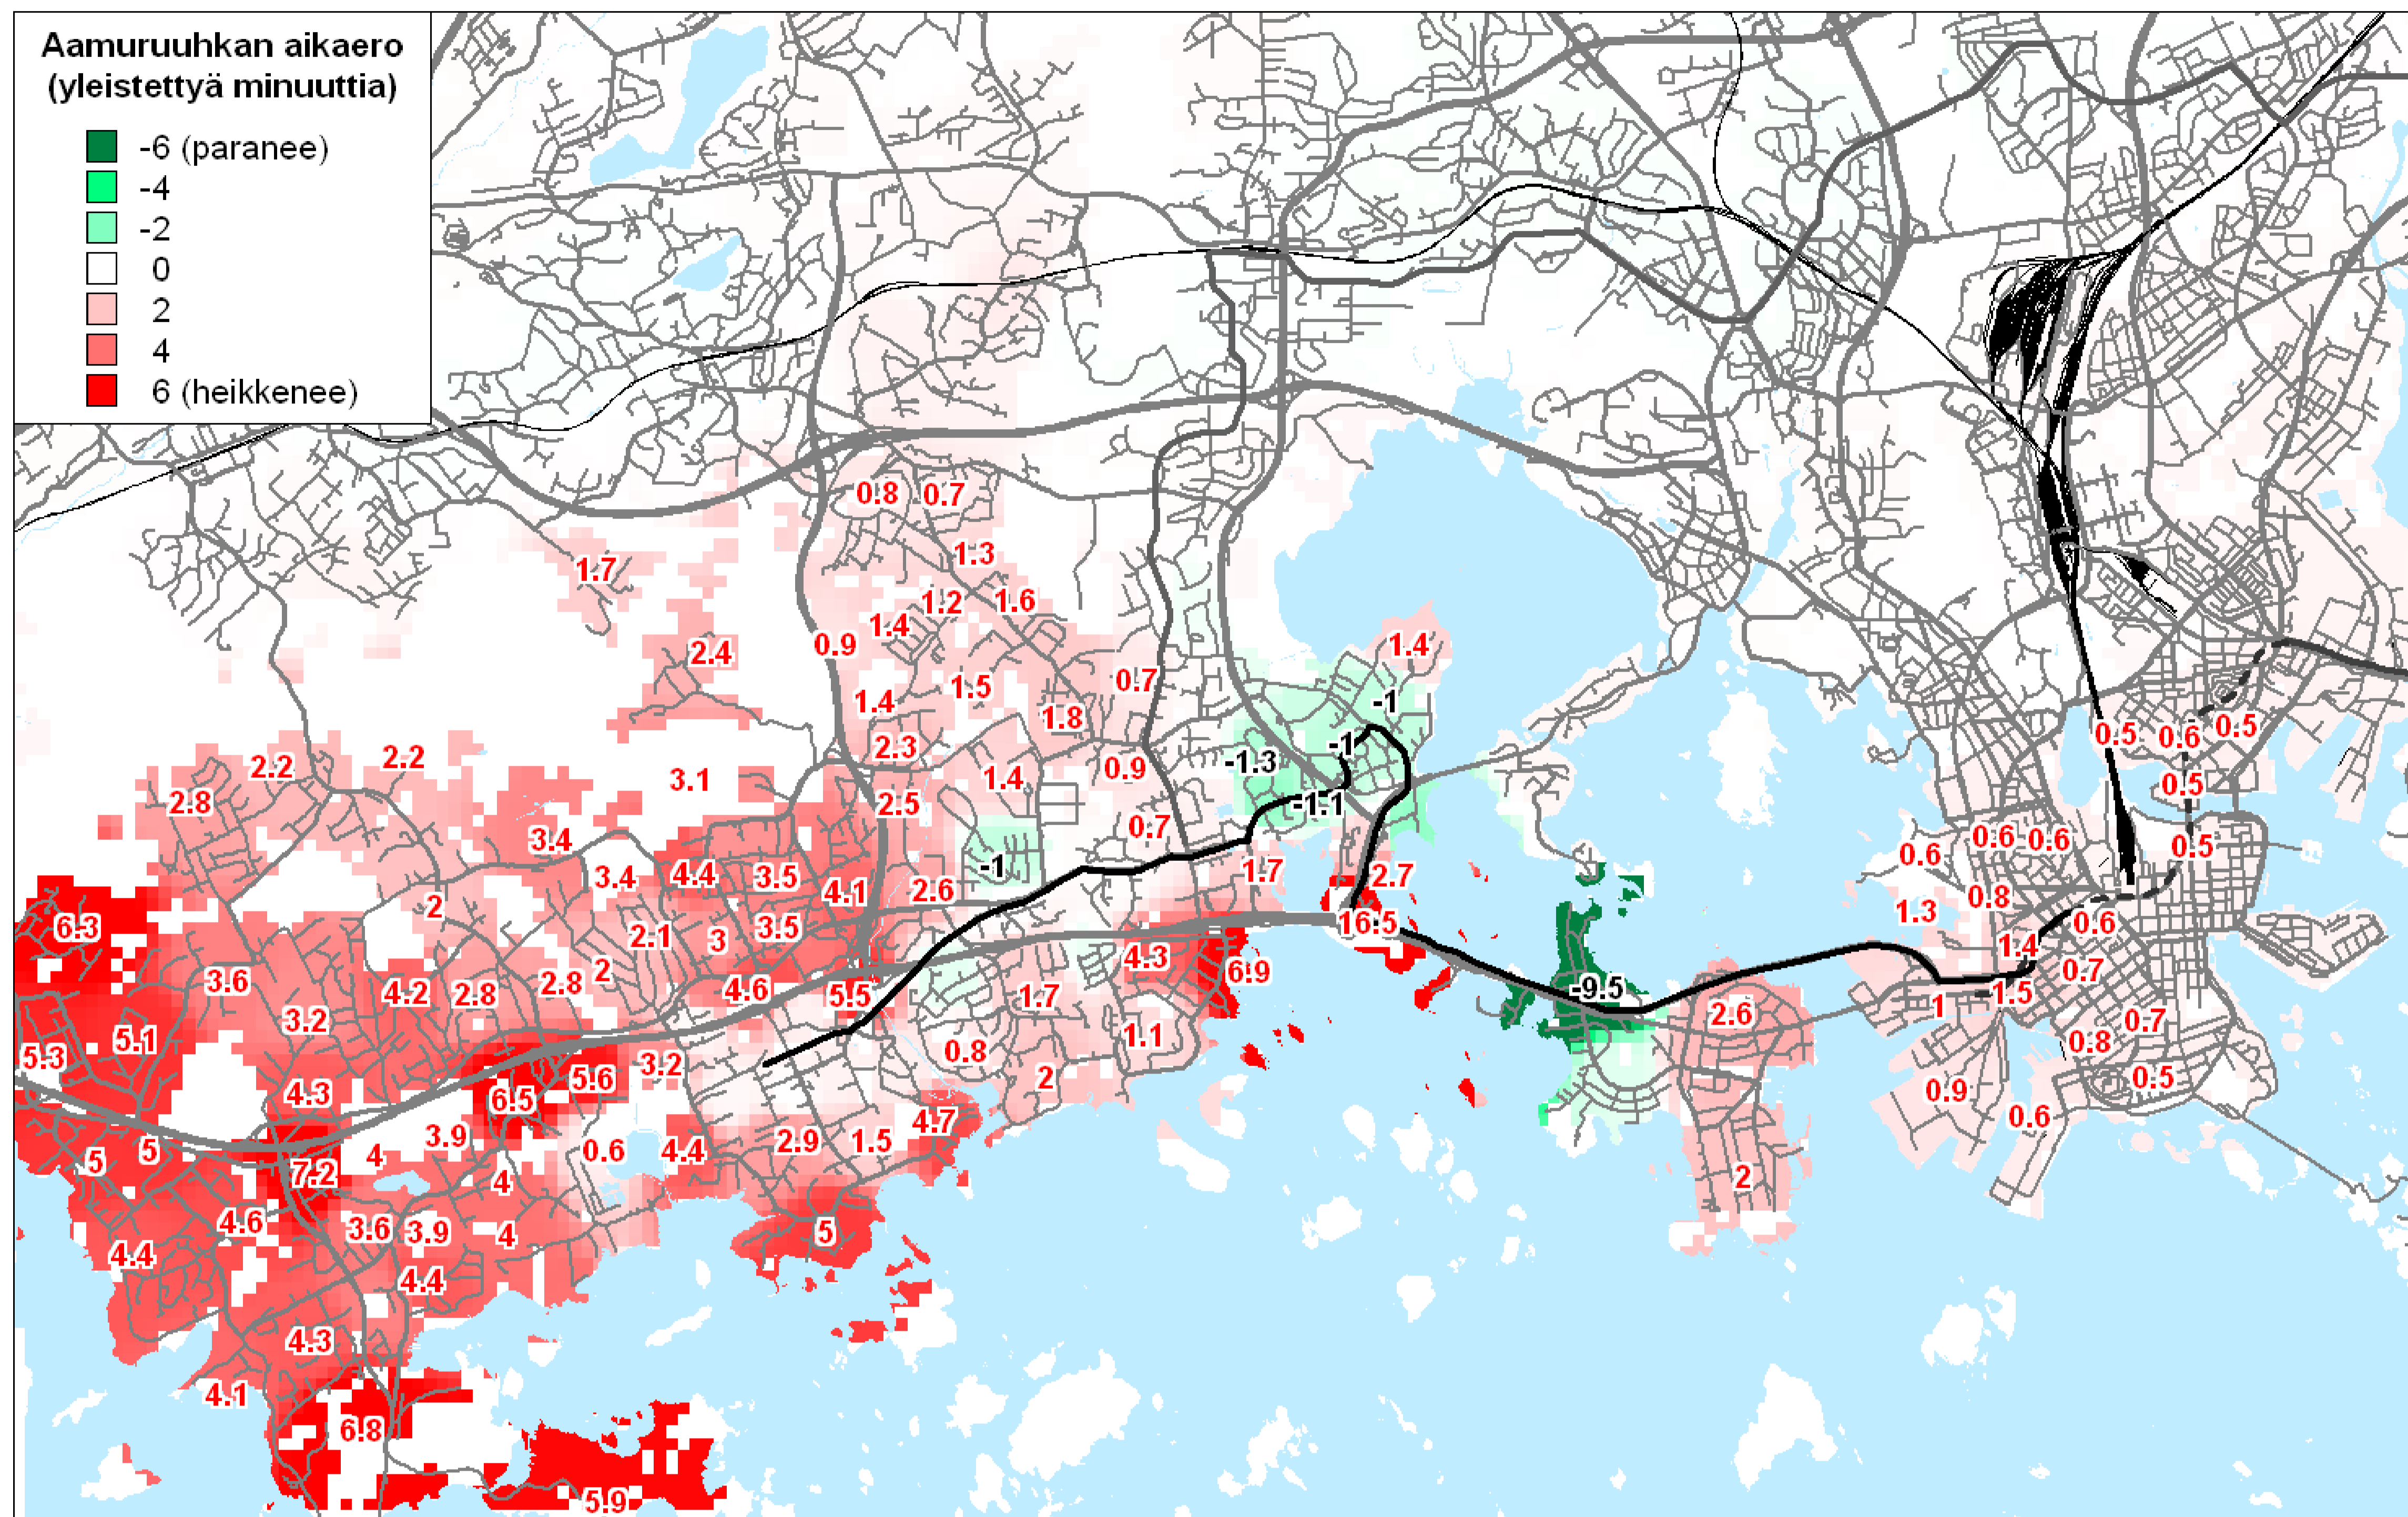 Aamuruuhkan aikaero
(yleistettyä minuuttia)
-6 (paranee)
-4
-2
0
2
4
6 (heikkenee)
0.8 0.7
1.3
1.7
1.2 1.6
1.4
0.9 1.4
2.4
0.7
1.5
1.4 -1
1.8
0.5 0.6 0.5
2.3 -1
2.2 2.2 -1.3
0.9
3.1 1.4
0.5
2.8 2.5 -1.1
0.7
3.4 0.6 0.6 0.6 0.5
-1
1.7
3.4 4.4 3.5 2.7
4.1 2.6
0.8
2 1.3
6.3 3.5 16.5 0.6
2.1 3
1.4
4.3 6.9 0.7
2
3.6 2.8
4.2 2.8 4.6 5.5 1.7 -9.5 1.5
1
3.2 2.6 0.7
5.1 1.1
0.8
5.3 0.8
3.2
5.6 2 0.5
4.3 6.5 0.9
4.7 0.6
3.9 2.9 1.5
5 5 4 0.6 4.4
7.2 4 2
4.6 3.6 3.9 4 5
4.4
4.4
4.3
4.1
6.8
5.9